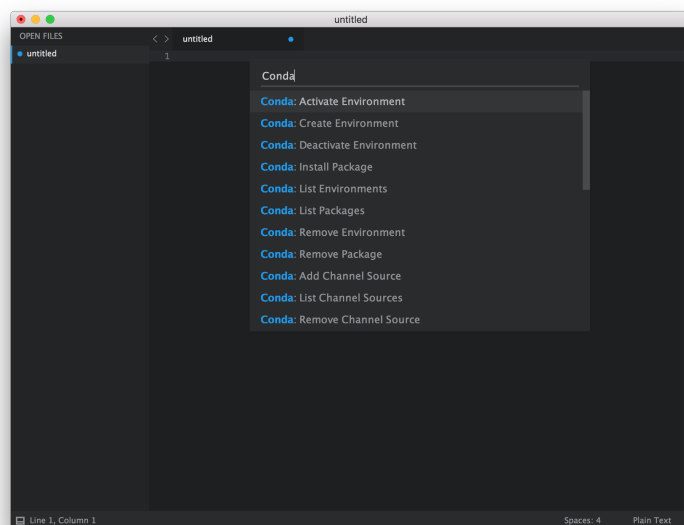 untitled
OPEN FILES
untitled
untitled
1
Conda
Conda: Activate Environment
Conda: Create Environment
Conda: Deactivate Environment
Conda: Install Package
Conda: List Environments
Conda: List Packages
Conda: Remove Environment
Conda: Remove Package
Conda: Add Channel Source
Conda: List Channel Sources
Conda: Remove Channel Source
Line 1, Column 1
Spaces: 4
Plain Text